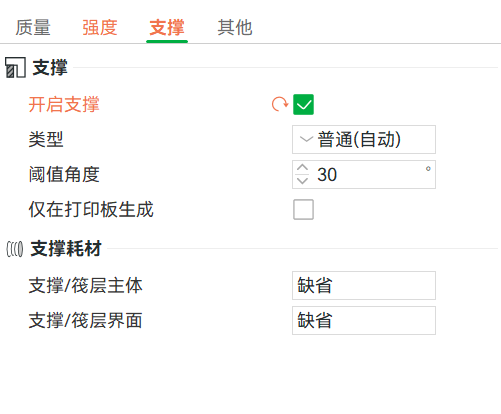 质量 强度 支撑 其他
支撑
开启支撑
类型 普通(自动)
阈值角度 30 °
仅在打印板生成
支撑耗材
支撑/筏层主体 缺省
支撑/筏层界面 缺省